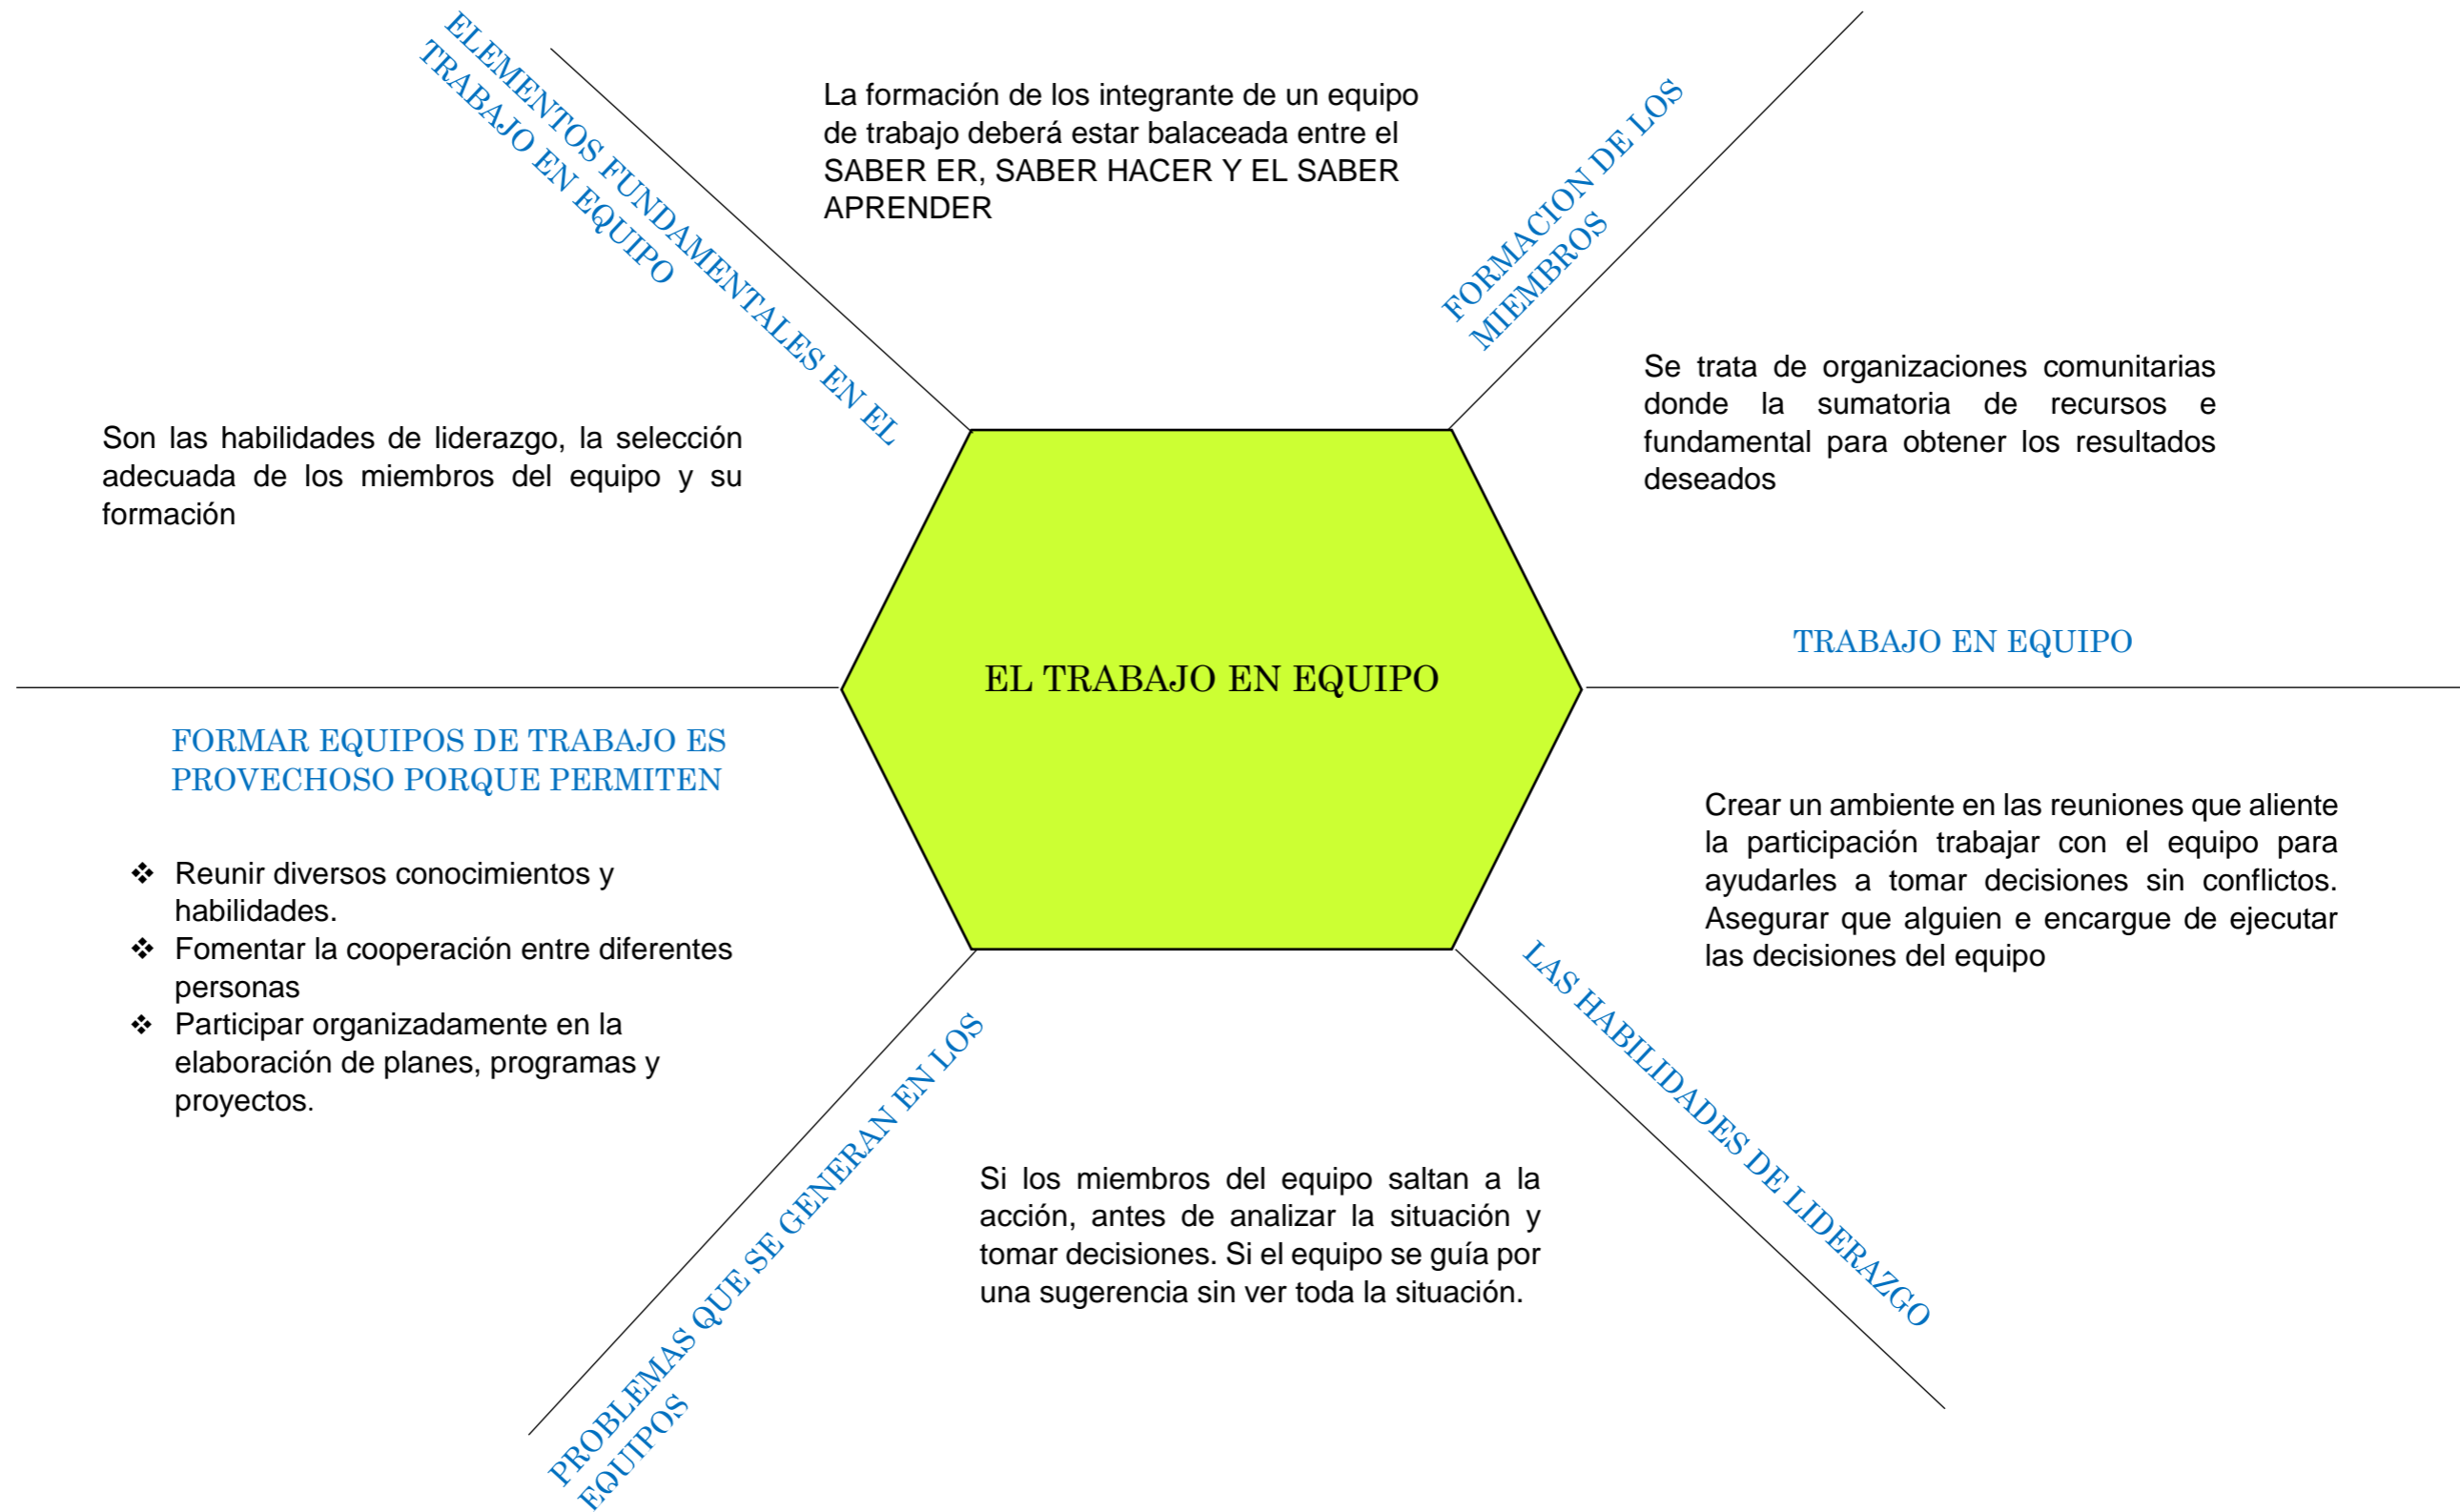 ELEMENTOS FUNDAMENTALES EN EL
TRABAJO EN EQUIPO
Son las habilidades de liderazgo, la selección
adecuada de los miembros del equipo y su
formación
La formación de los integrante de un equipo
de trabajo deberá estar balaceada entre el
SABER ER, SABER HACER Y EL SABER
APRENDER
FORMACION DE LOS
MIEMBROS
Se trata de organizaciones comunitarias
donde la sumatoria de recursos e
fundamental para obtener los resultados
deseados
TRABAJO EN EQUIPO
EL TRABAJO EN EQUIPO
FORMAR EQUIPOS DE TRABAJO ES
PROVECHOSO PORQUE PERMITEN
❖ Reunir diversos conocimientos y
habilidades.
❖ Fomentar la cooperación entre diferentes
personas
❖ Participar organizadamente en la
elaboración de planes, programas y
proyectos.
PROBLEMAS QUE SE GENERAN EN LOS
EQUIPOS
Si los miembros del equipo saltan a la
acción, antes de analizar la situación y
tomar decisiones. Si el equipo se guía por
una sugerencia sin ver toda la situación.
LAS HABILIDADES DE LIDERAZGO
Crear un ambiente en las reuniones que aliente
la participación trabajar con el equipo para
ayudarles a tomar decisiones sin conflictos.
Asegurar que alguien e encargue de ejecutar
las decisiones del equipo